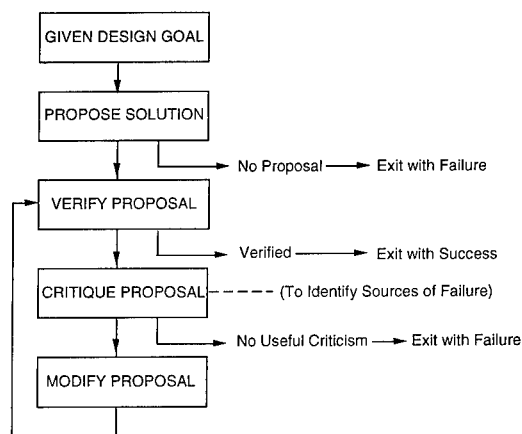 GIVEN DESIGN GOAL
PROPOSE SOLUTION
No Proposal
Exit with Failure
VERIFY PROPOSAL
Verified
Exit with Success
CRITIQUE PROPOSAL
(To Identify Sources of Failure)
No Useful Criticism
Exit with Failure
MODIFY PROPOSAL